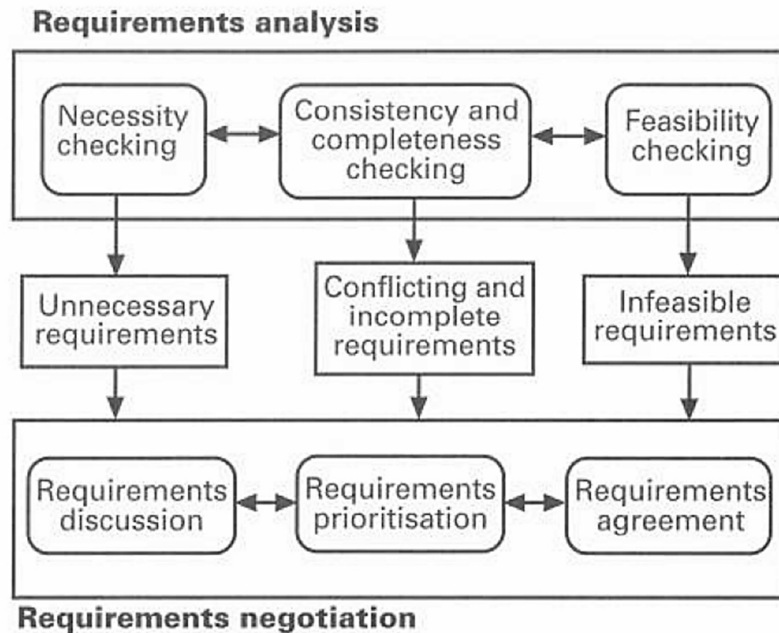 Requirements analysis
Necessity
checking
Consistency and
completeness
checking
Feasibility
checking
Unnecessary
requirements
Conflicting and
incomplete
requirements
Infeasible
requirements
Requirements
discussion
Requirements
prioritisation
Requirements
agreement
Requirements negotiation